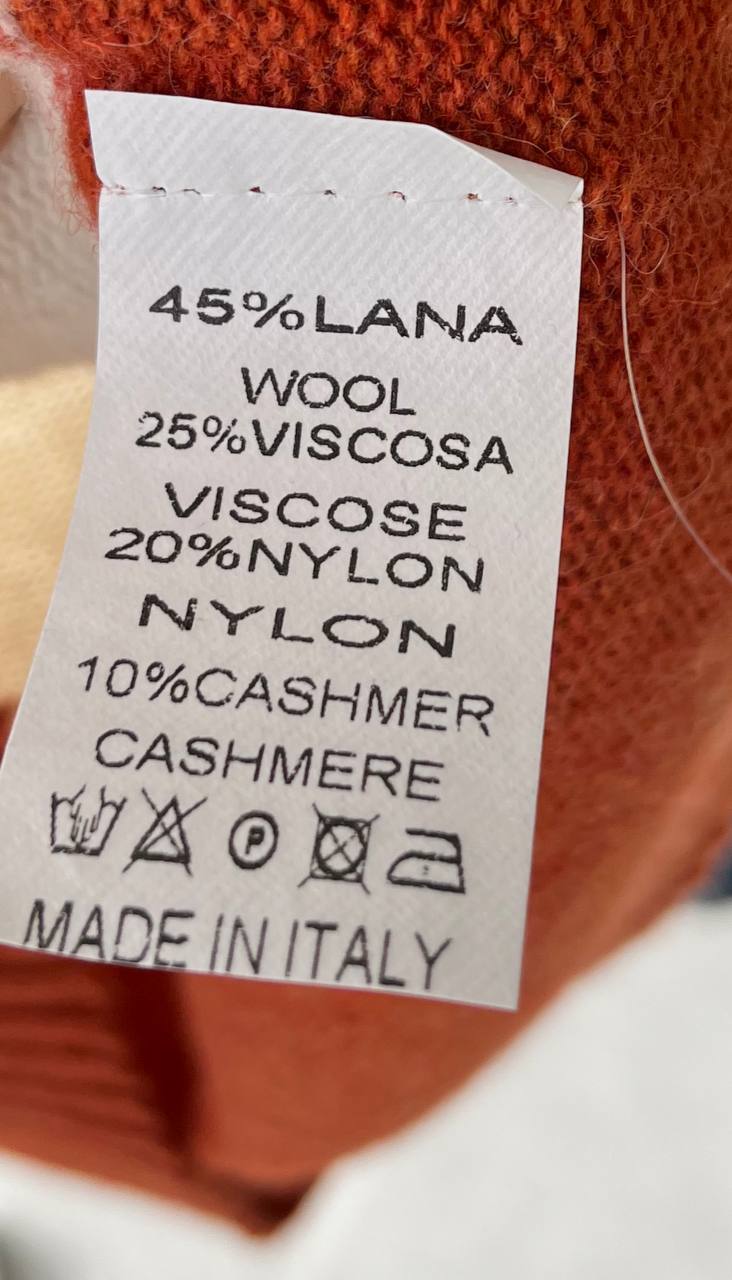 45%LANA
WOOL
25%VISCOSA
VISCOSE
20%NYLON
NYLON
10%CASHMER
CASHMERE
P
MADE IN ITALY